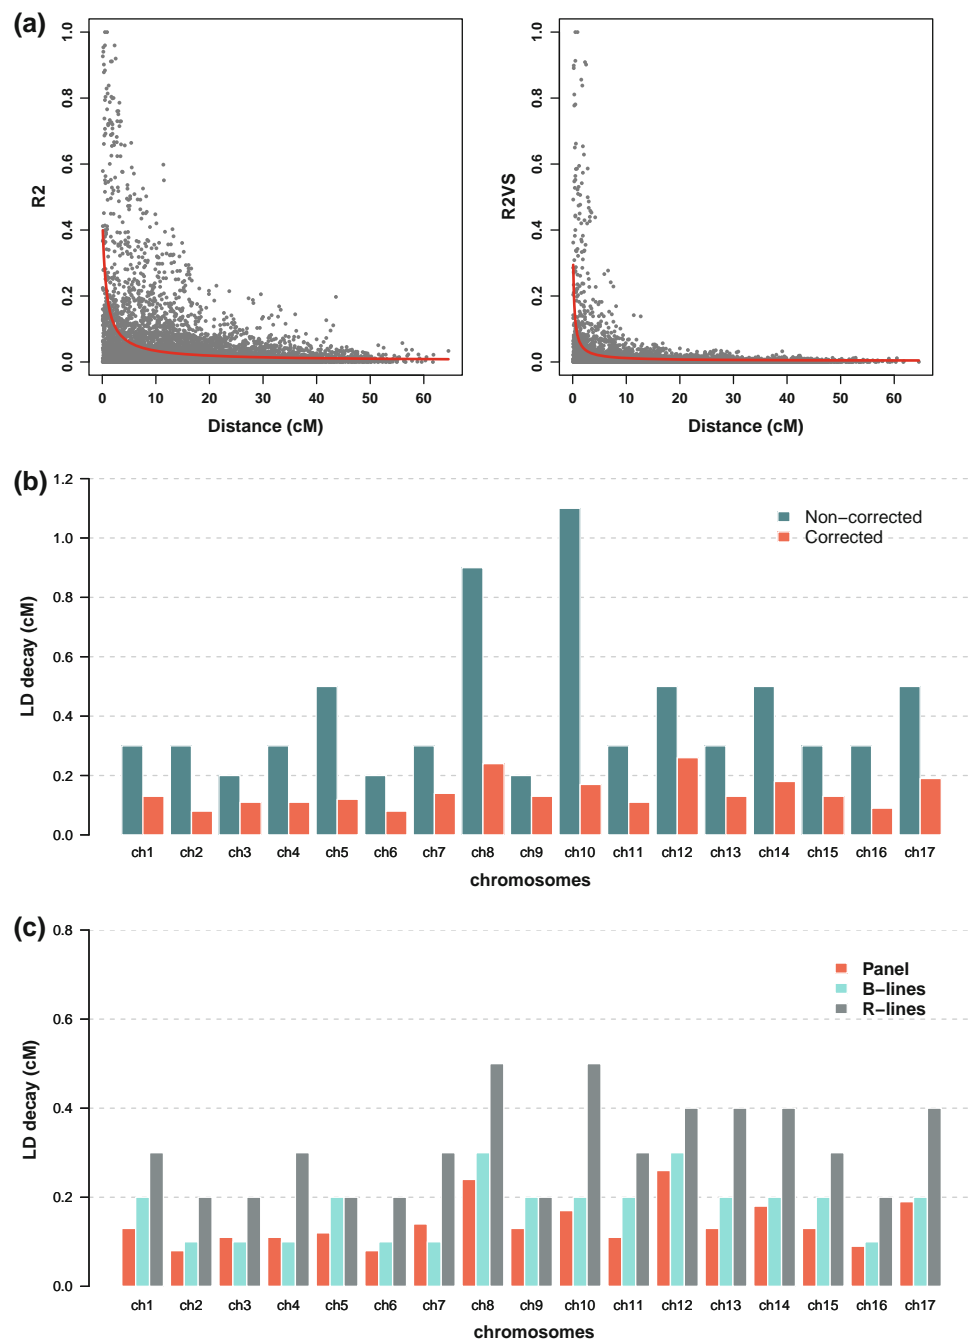 (a)
1.0
0.8
0.6
0.4
0.2
0.0
R2
0 10 20 30 40 50 60
Distance (cM)
1.0
0.8
0.6
0.4
0.2
0.0
R2VS
0 10 20 30 40 50 60
Distance (cM)
(b)
1.2
1.0
0.8
0.6
0.4
0.2
0.0
LD decay (cM)
Non−corrected
Corrected
ch1 ch2 ch3 ch4 ch5 ch6 ch7 ch8 ch9 ch10 ch11 ch12 ch13 ch14 ch15 ch16 ch17
chromosomes
(c)
0.8
0.6
0.4
0.2
0.0
LD decay (cM)
Panel
B−lines
R−lines
ch1 ch2 ch3 ch4 ch5 ch6 ch7 ch8 ch9 ch10 ch11 ch12 ch13 ch14 ch15 ch16 ch17
chromosomes